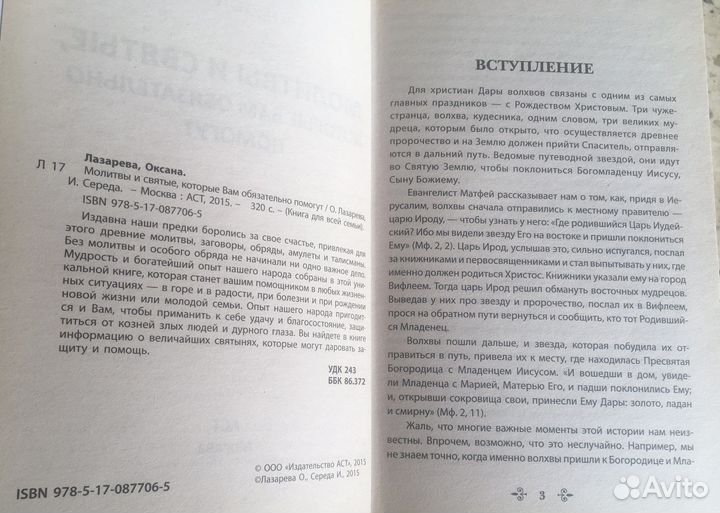 Лазарева, Оксана.
Л 17 Молитвы и святые, которые Вам обязательно помогут / О. Лазарева,
И. Середа. – Москва : АСТ, 2015. – 320 с. – (Книга для всей семьи).
ISBN 978-5-17-087706-5
Издавна наши предки боролись за свое счастье, привлекая для
этого древние молитвы, заговоры, обряды, амулеты и талисманы.
Без молитвы и особого обряда не начинали ни одно важное дело.
Мудрость и богатейший опыт нашего народа собраны в этой уни-
кальной книге, которая станет вашим помощником в любых жизнен-
ных ситуациях — в горе и в радости, при болезни и при рождении
новой жизни или молодой семьи. Опыт нашего народа пригодит-
ся и Вам, чтобы приманить к себе удачу и благосостояние, защи-
титься от козней злых людей и дурного глаза. Вы найдете в книге
информацию о величайших святынях, которые могут даровать за-
щиту и помощь.
УДК 243
ББК 86.372
© ООО «Издательство АСТ», 2015
©Лазарева О., Середа И., 2015
ISBN 978-5-17-087706-5
ВСТУПЛЕНИЕ
Для христиан Дары волхвов связаны с одним из самых
главных праздников — с Рождеством Христовым. Три чуже-
странца, волхва, кудесника, одним словом, три великих му-
дреца, которым было открыто, что осуществляется древнее
пророчество и на Землю должен прийти Спаситель, отправля-
ются в дальний путь. Ведомые путеводной звездой, они идут
во Святую Землю, чтобы поклониться Богомладенцу Иисусу,
Сыну Божиему.
Евангелист Матфей рассказывает нам о том, как, придя в Ие-
русалим, волхвы сначала отправились к местному правителю —
царю Ироду, — чтобы узнать у него: «Где родившийся Царь Иудей-
ский? Ибо мы видели звезду Его на востоке и пришли поклониться
Ему» (Мф. 2, 2). Царь Ирод, услышав это, сильно испугался, послал
за книжниками и первосвященниками и стал выпытывать у них, где
именно должен родиться Христос. Книжники указали ему на город
Вифлеем. Тогда царь Ирод решил обмануть восточных мудрецов.
Выведав у них про звезду и пророчество, послал их в Вифлеем,
прося на обратном пути вернуться и сообщить, кто тот Родивший-
ся Младенец.
Волхвы пошли дальше, и звезда, которая побудила их от-
правиться в путь, привела их к месту, где находилась Пресвятая
Богородица с Младенцем Иисусом. «И вошедши в дом, увиде-
ли Младенца с Марией, Матерью Его, и падши поклонились Ему;
и, открывши сокровища свои, принесли Ему Дары: золото, ладан
и смирну» (Мф. 2, 11).
Жаль, что многие важные моменты этой истории нам неиз-
вестны. Впрочем, возможно, что это неслучайно. Например, мы
не знаем точно, когда именно волхвы пришли к Богородице и Мла-
3
Avito